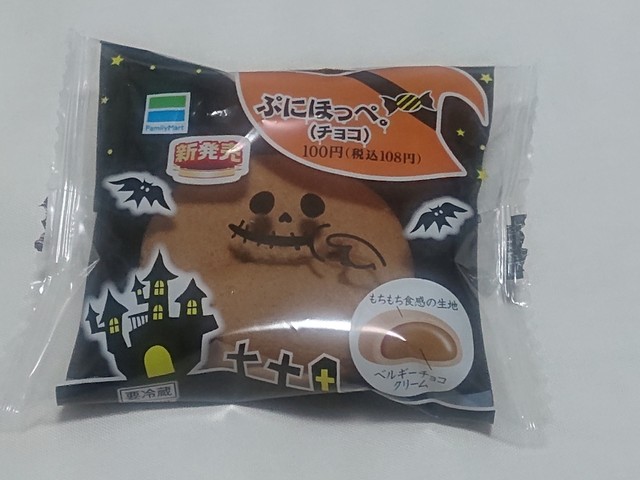 FamilyMart
ぷにほっぺ。
(チョコ)
100円(税込108円)
新発売
もちもち食感の生地
ベルギーチョコ
クリーム
要冷蔵